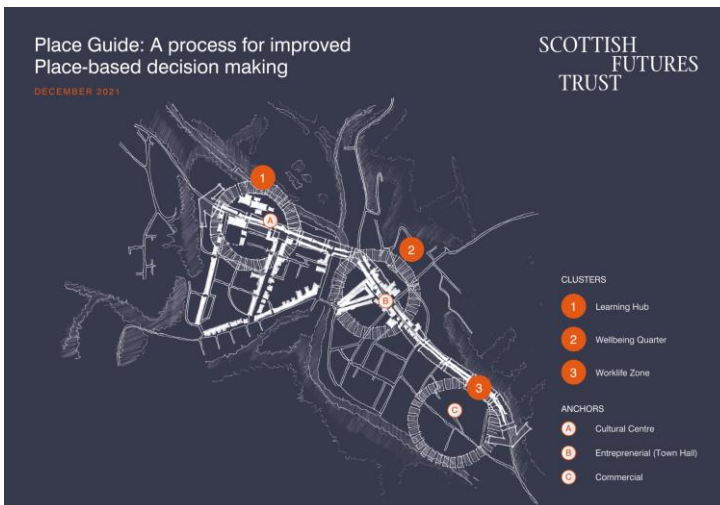 Place Guide: A process for improved
Place-based decision making
DECEMBER 2021
SCOTTISH
FUTURES
TRUST
1
A
2
B
3
C
CLUSTERS
1 Learning Hub
2 Wellbeing Quarter
3 Worklife Zone
ANCHORS
A Cultural Centre
B Entreprenerial (Town Hall)
C Commercial